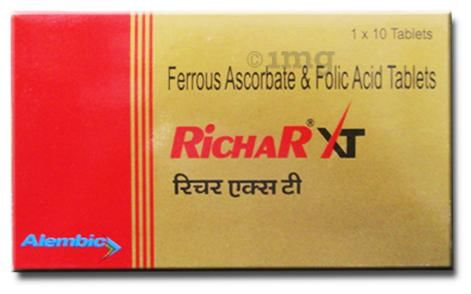 1 x 10 Tablets
©1mg
Ferrous Ascorbate & Folic Acid Tablets
RICHAR® XT
रिचर एक्स टी
Alembic